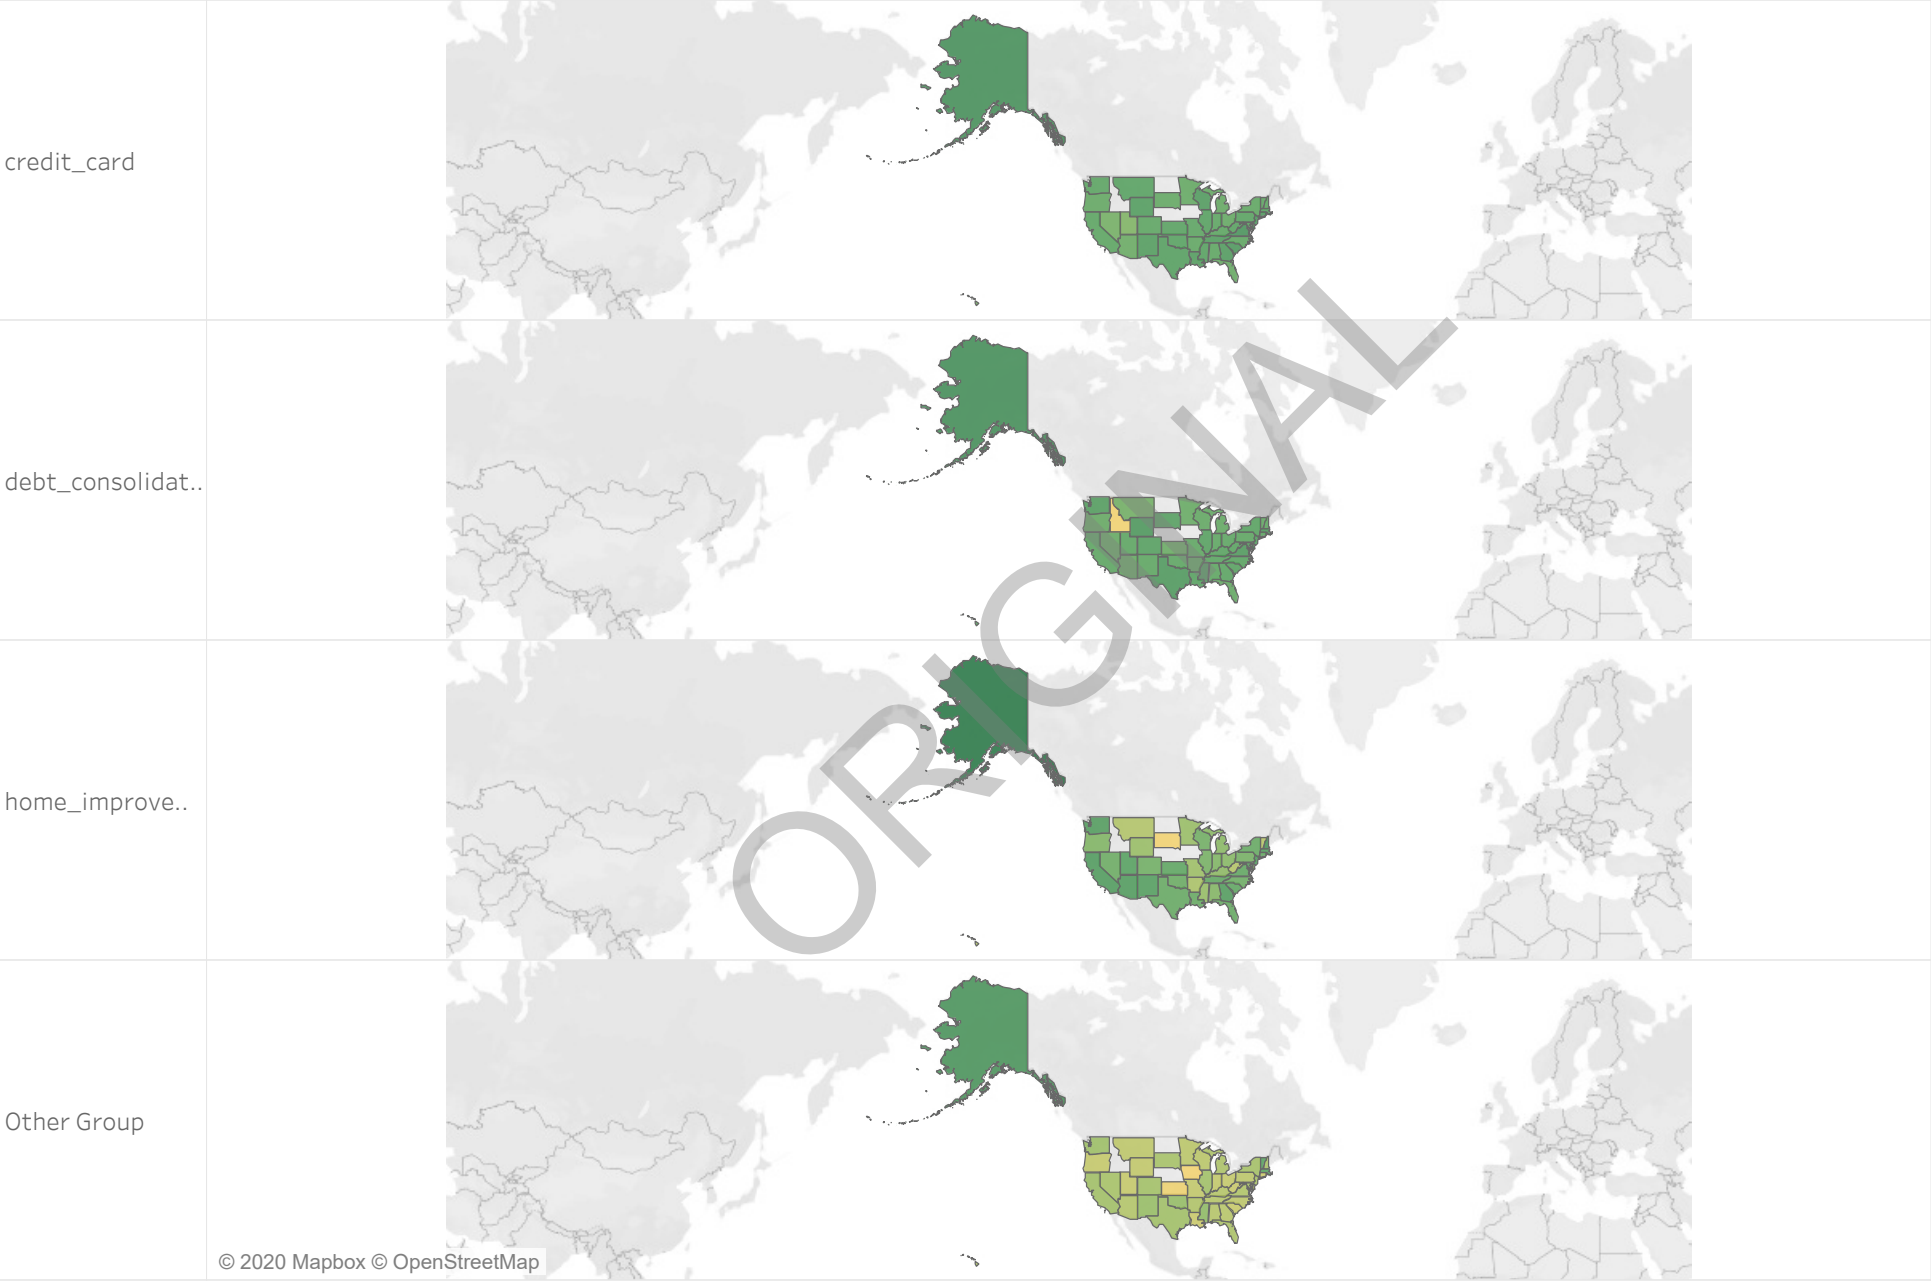 credit_card
debt_consolidat..
home_improve..
Other Group
© 2020 Mapbox © OpenStreetMap
ORIGINAL